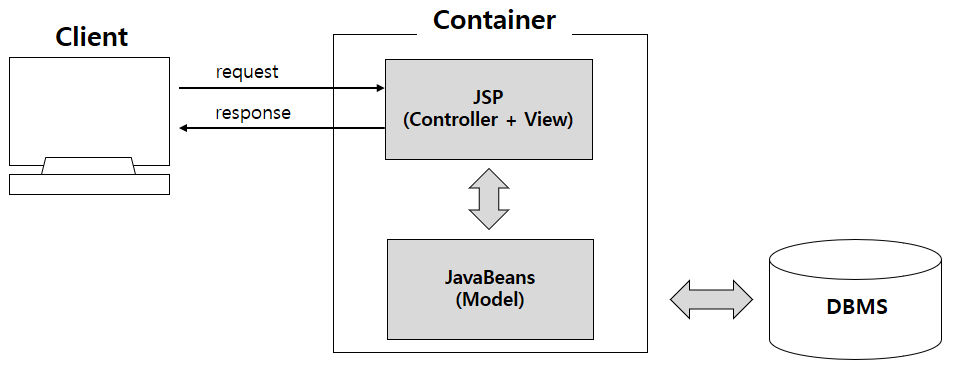 Client
Container
request
response
JSP
(Controller + View)
JavaBeans
(Model)
DBMS